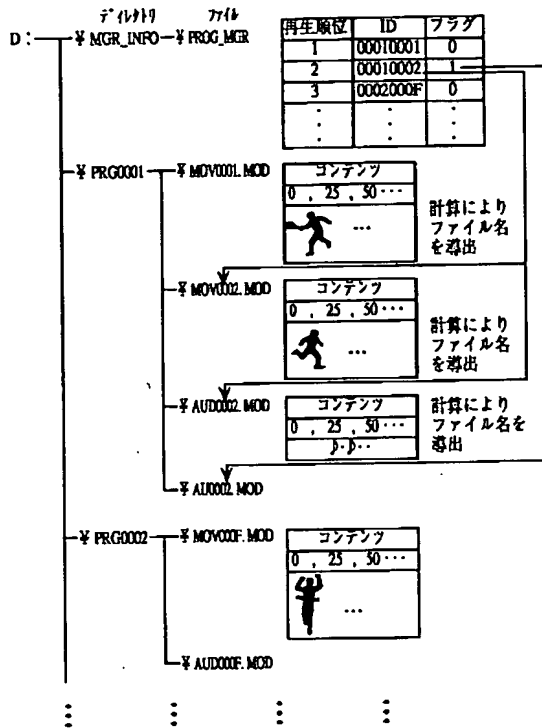 ディレクトリ ファイル
D: ¥ MGR_INFO ¥ PROG_MGR
再生順位 ID フラグ
1 00010001 0
2 00010002 1
3 0002000F 0
¥ PRG0001 ¥ MOV0001.MOD
コンテンツ
0 , 25 , 50 ···
···
計算により
ファイル名
を導出
¥ MOV0002.MOD
コンテンツ
0 , 25 , 50 ···
···
計算により
ファイル名
を導出
¥ AUD0002.MOD
コンテンツ
0 , 25 , 50 ···
♪·♪··
計算により
ファイル名を
導出
¥ AU0002.MOD
¥ PRG0002 ¥ MOV000F.MOD
コンテンツ
0 , 25 , 50 ···
···
¥ AUD000F.MOD